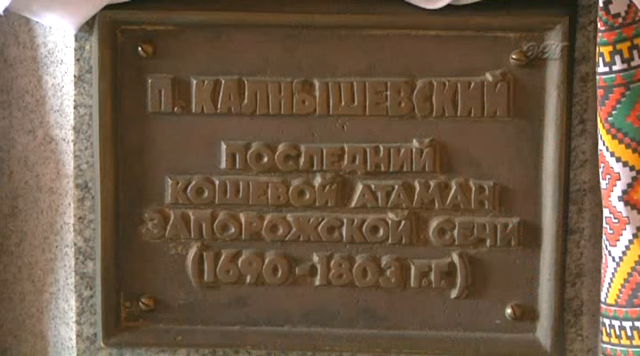 П. КАЛНЫШЕВСКИЙ
ПОСЛЕДНИЙ
КОШЕВОЙ АТАМАН
ЗАПОРОЖСКОЙ СЕЧИ
(1690-1803 Г.Г.)